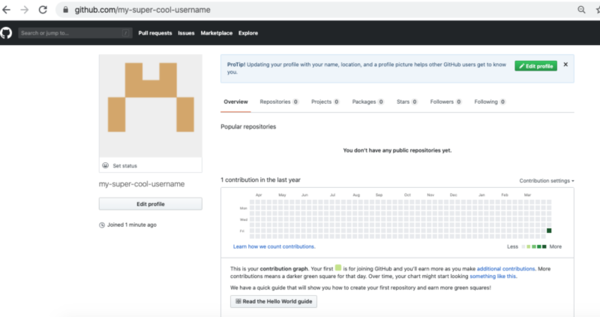 github.com/my-super-cool-username
Search or jump to...
/
Pull requests Issues Marketplace Explore
ProTip! Updating your profile with your name, location, and a profile picture helps other GitHub users get to know
you.
Edit profile
Overview Repositories 0 Projects 0 Packages 0 Stars 0 Followers 0 Following 0
Popular repositories
You don't have any public repositories yet.
Set status
my-super-cool-username
Edit profile
Joined 1 minute ago
1 contribution in the last year
Contribution settings
Apr May Jun Jul Aug Sep Oct Nov Dec Jan Feb Mar
Mon
Wed
Fri
Learn how we count contributions.
Less More
This is your contribution graph. Your first is for joining GitHub and you'll earn more as you make additional contributions. More
contributions means a darker green square for that day. Over time, your chart might start looking something like this.
We have a quick guide that will show you how to create your first repository and earn more green squares!
Read the Hello World guide